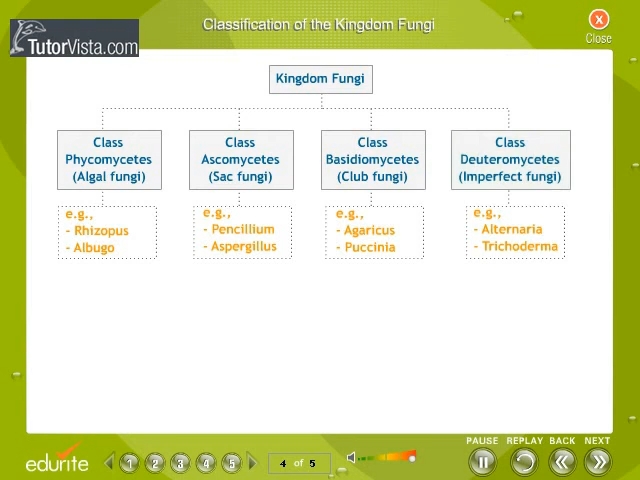 Classification of the Kingdom Fungi
TutorVista.com
x
Close
Kingdom Fungi
Class
Phycomycetes
(Algal fungi)
Class
Ascomycetes
(Sac fungi)
Class
Basidiomycetes
(Club fungi)
Class
Deuteromycetes
(Imperfect fungi)
e.g.,
- Rhizopus
- Albugo
e.g.,
- Pencillium
- Aspergillus
e.g.,
- Agaricus
- Puccinia
e.g.,
- Alternaria
- Trichoderma
edurite
1 2 3 4 5
4 of 5
PAUSE REPLAY BACK NEXT